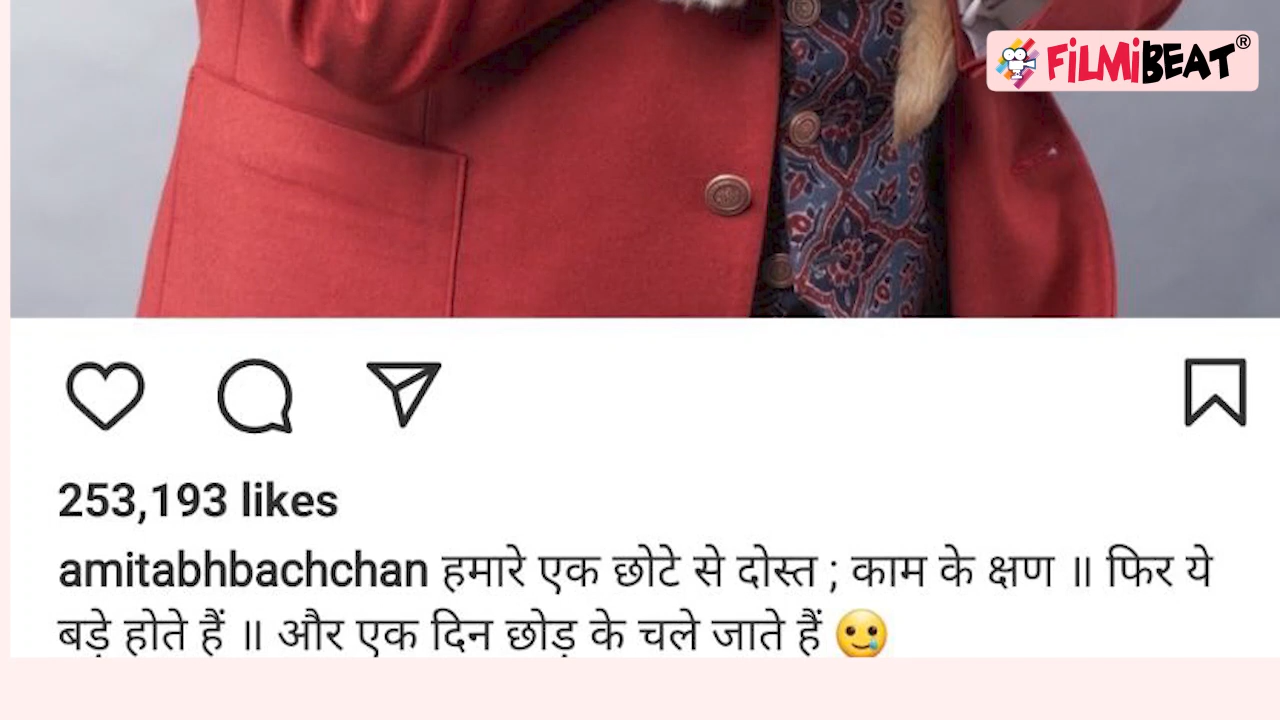 FiLMiBEAT®
253,193 likes
amitabhbachchan हमारे एक छोटे से दोस्त ; काम के क्षण ॥ फिर ये
बड़े होते हैं ॥ और एक दिन छोड़ के चले जाते हैं 🥲